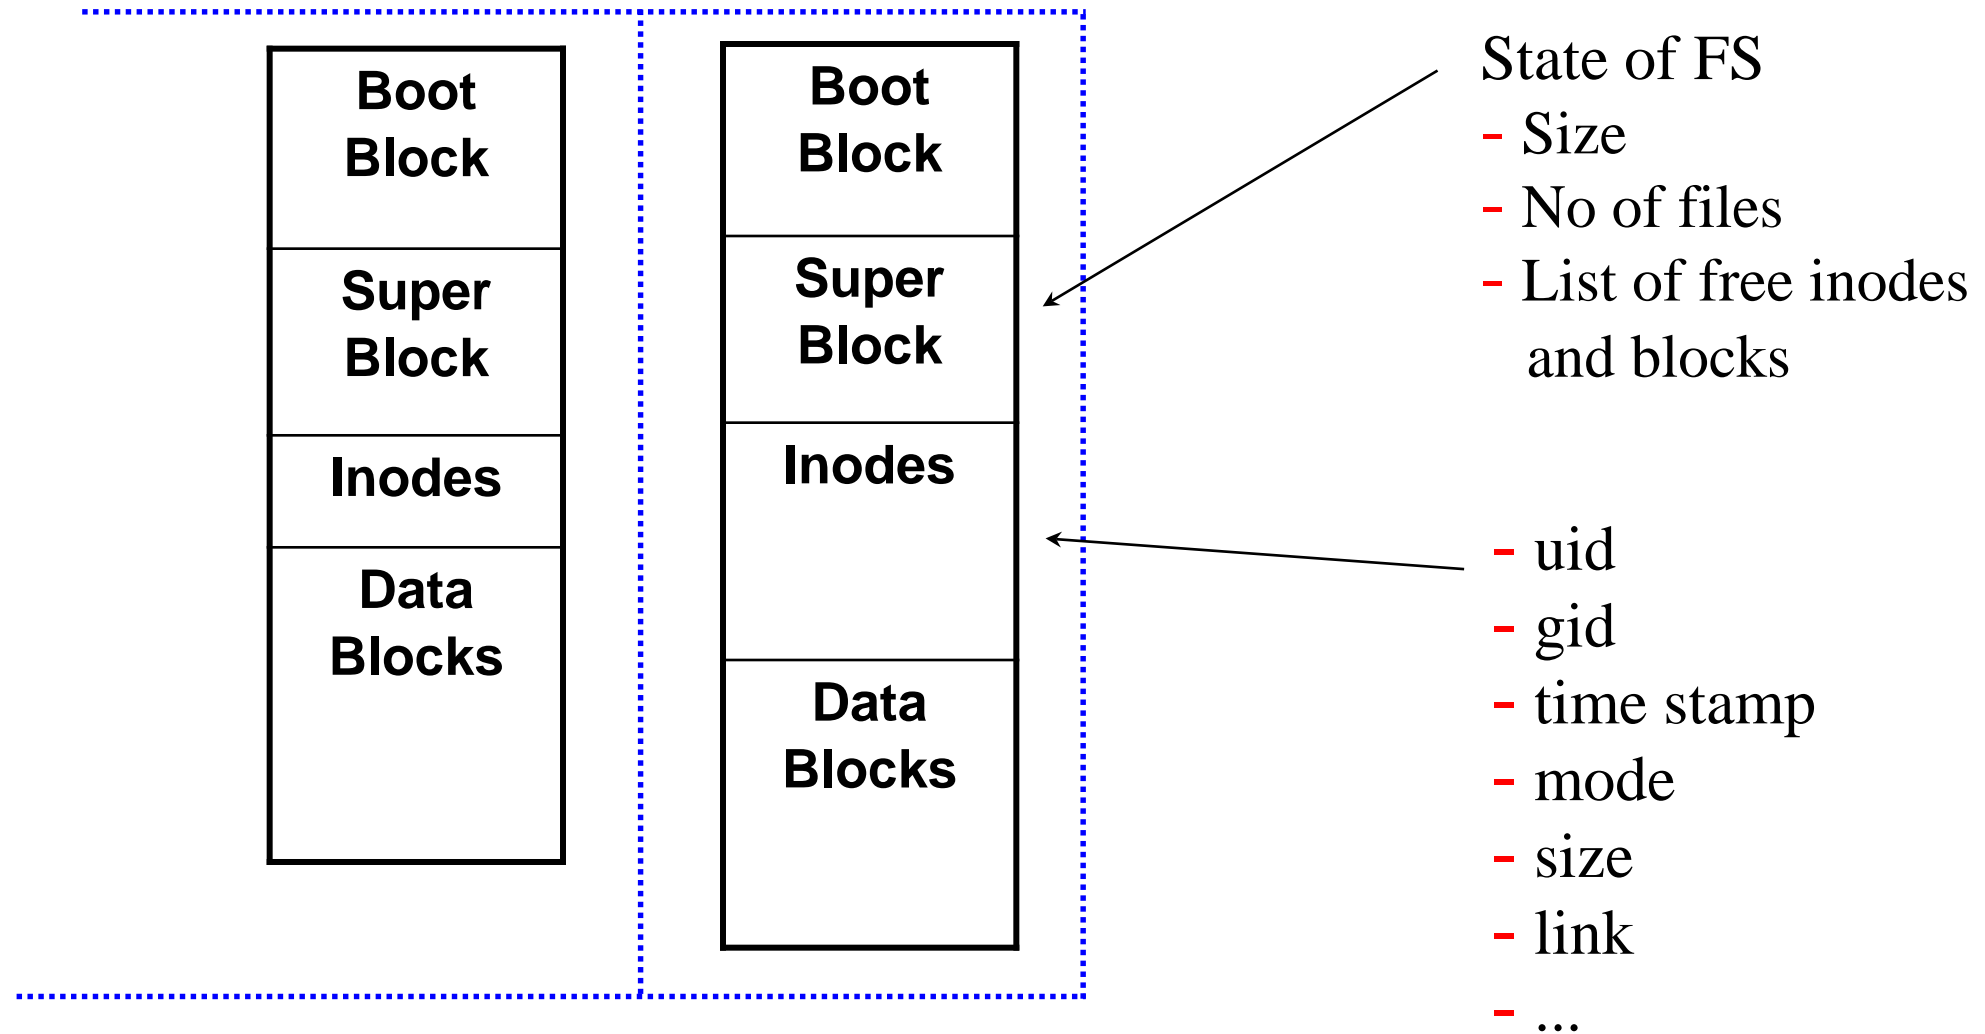 Boot
Block
Super
Block
Inodes
Data
Blocks
Boot
Block
Super
Block
Inodes
Data
Blocks
State of FS
- Size
- No of files
- List of free inodes
and blocks
- uid
- gid
- time stamp
- mode
- size
- link
- ...